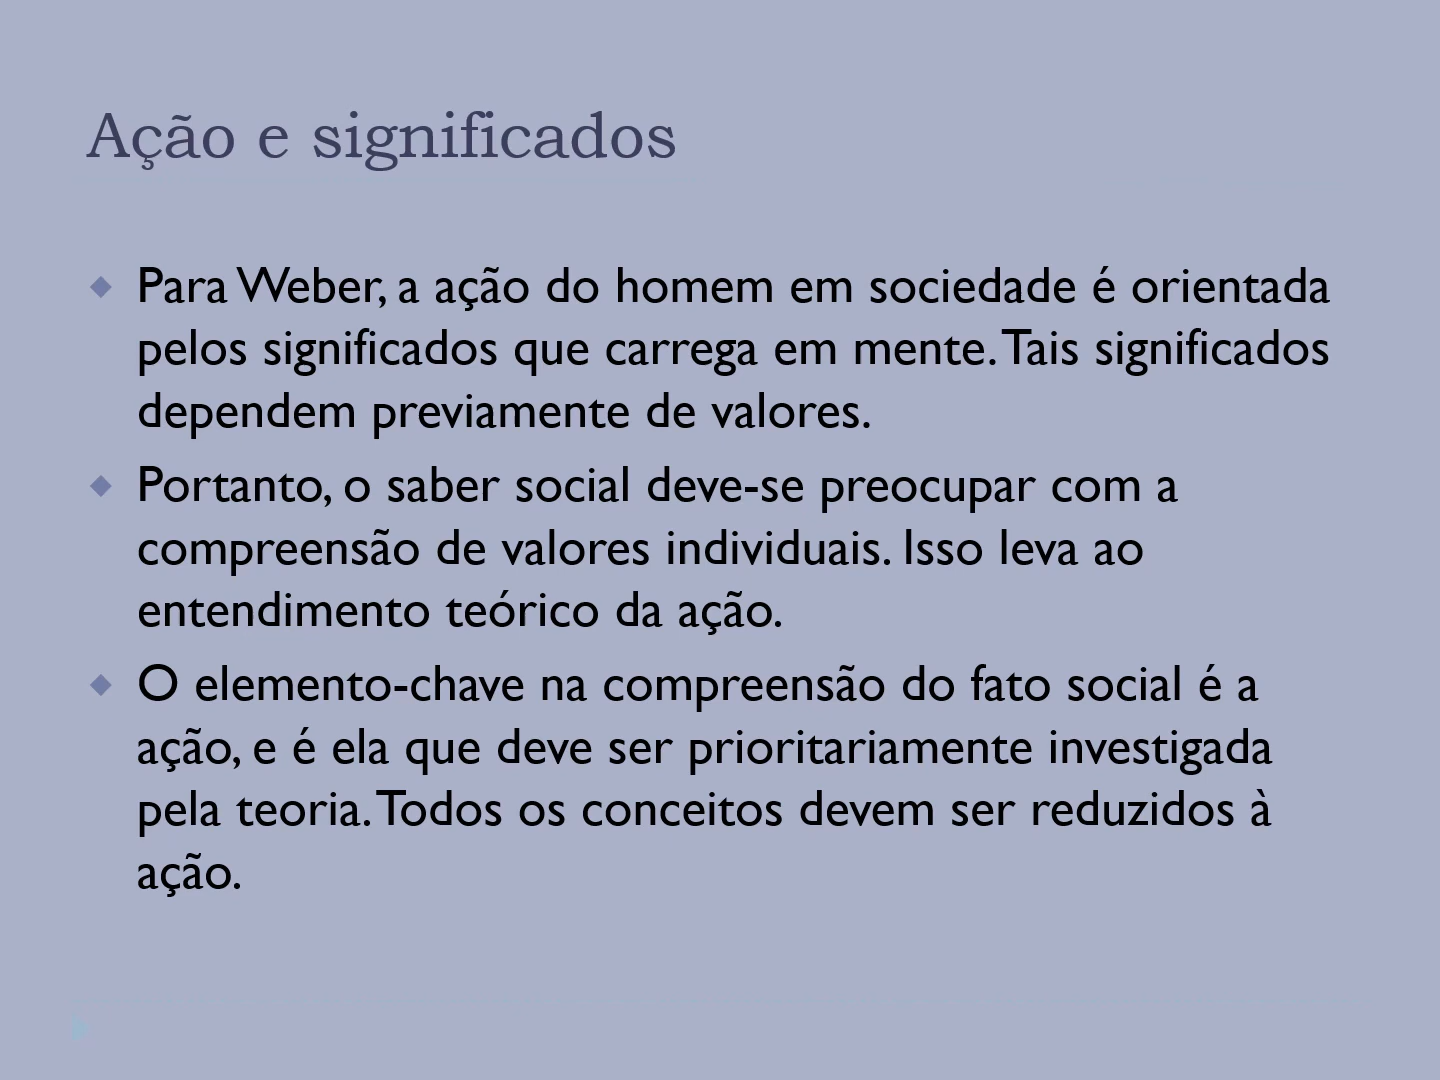 Ação e significados
Para Weber, a ação do homem em sociedade é orientada
pelos significados que carrega em mente. Tais significados
dependem previamente de valores.
Portanto, o saber social deve-se preocupar com a
compreensão de valores individuais. Isso leva ao
entendimento teórico da ação.
O elemento-chave na compreensão do fato social é a
ação, e é ela que deve ser prioritariamente investigada
pela teoria. Todos os conceitos devem ser reduzidos à
ação.